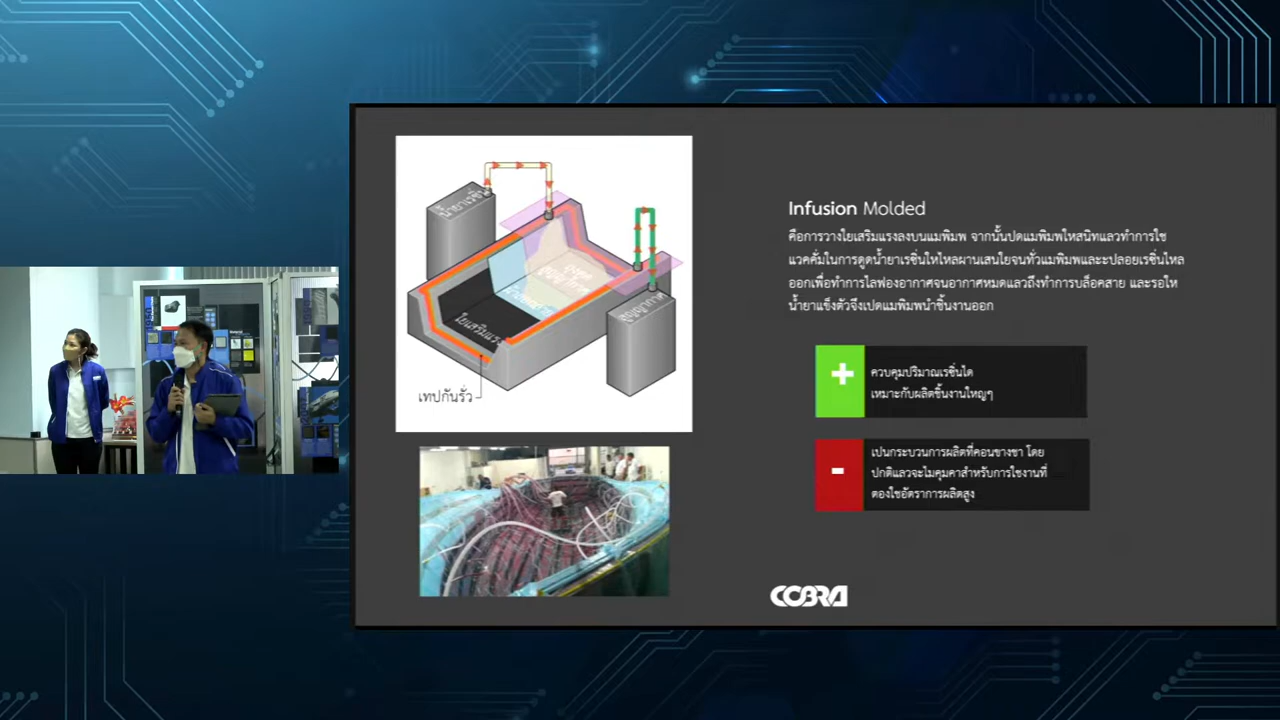 น้ำยาเรซิ่น
ใยเสริมแรง
เทปกันรั่ว
Infusion Molded
คือการวางใยเสริมแรงลงบนแมพิมพ จากนั้นปดแมพิมพใหสนิทแลวทำการใช
แวคคั่มในการดูดน้ำยาเรซิ่นใหไหลผานเสนใยจนทั่วแมพิมพและะปลอยเรซิ่นไหล
ออกเพื่อทำการไลฟองอากาศจนอากาศหมดแลวถึงทำการบล็อคสาย และรอให
น้ำยาแข็งตัวจึงเปดแมพิมพนำชิ้นงานออก
+
ควบคุมปริมาณเรซิ่นได
เหมาะกับผลิตชิ้นงานใหญๆ
-
เปนกระบวนการผลิตที่คอนขางชา โดย
ปกติแลวจะไมคุมคาสำหรับการใชงานที่
ตองใชอัตราการผลิตสูง
COBRA